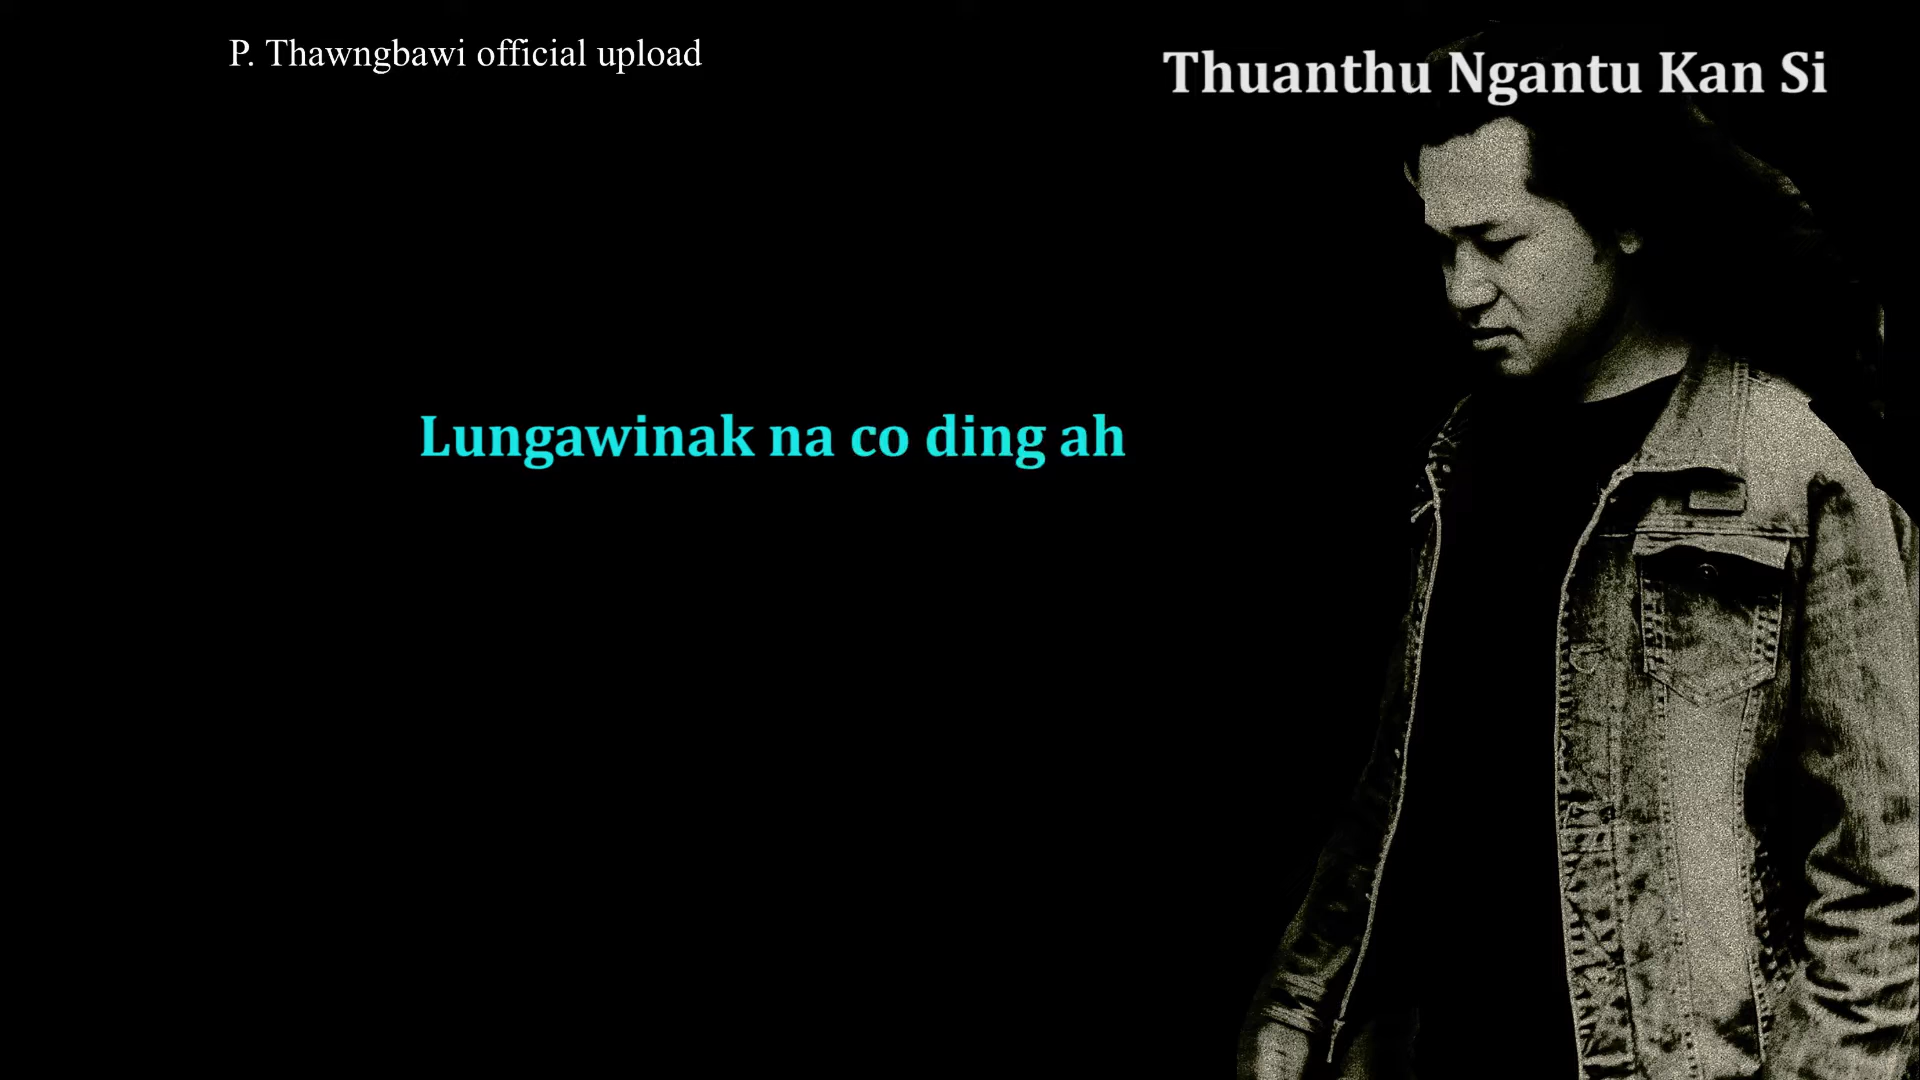 P. Thawngbawi official upload
Thuanthu Ngantu Kan Si
Lungawinak na co ding ah